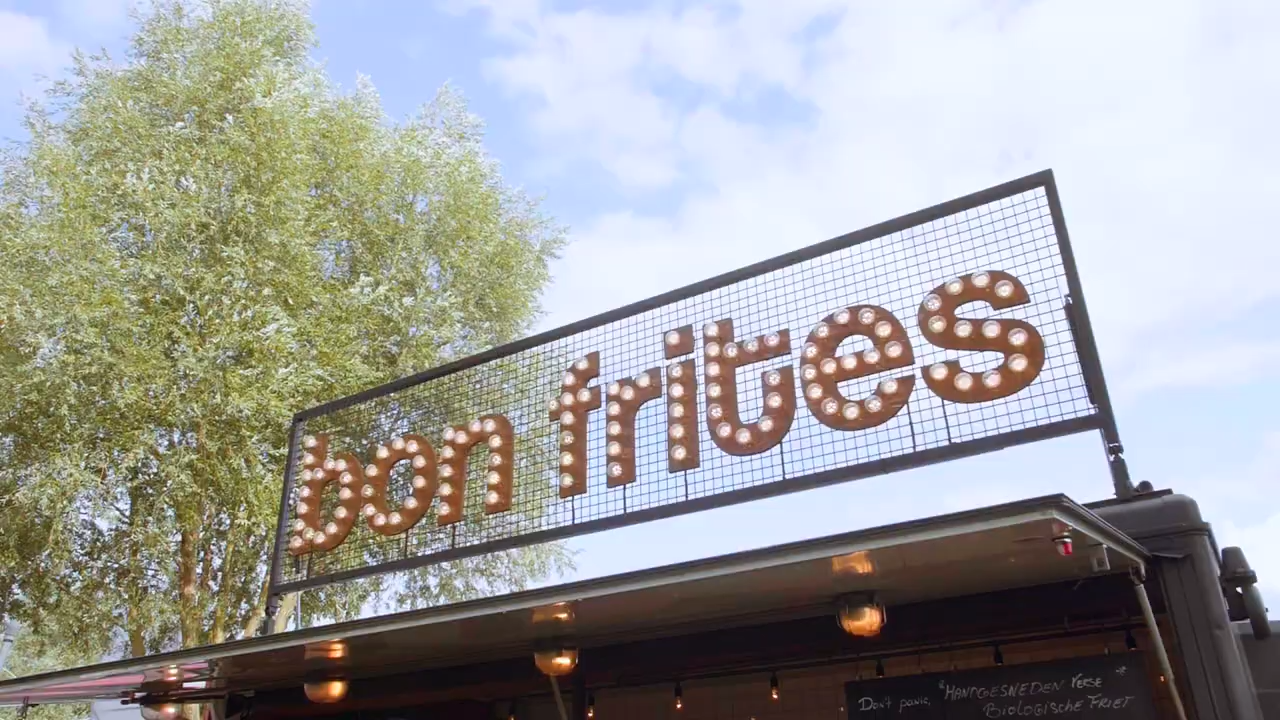 bon frites
Don't panic, "HANDGESNEDEN VERSE
BIOLOGISCHE FRIET"